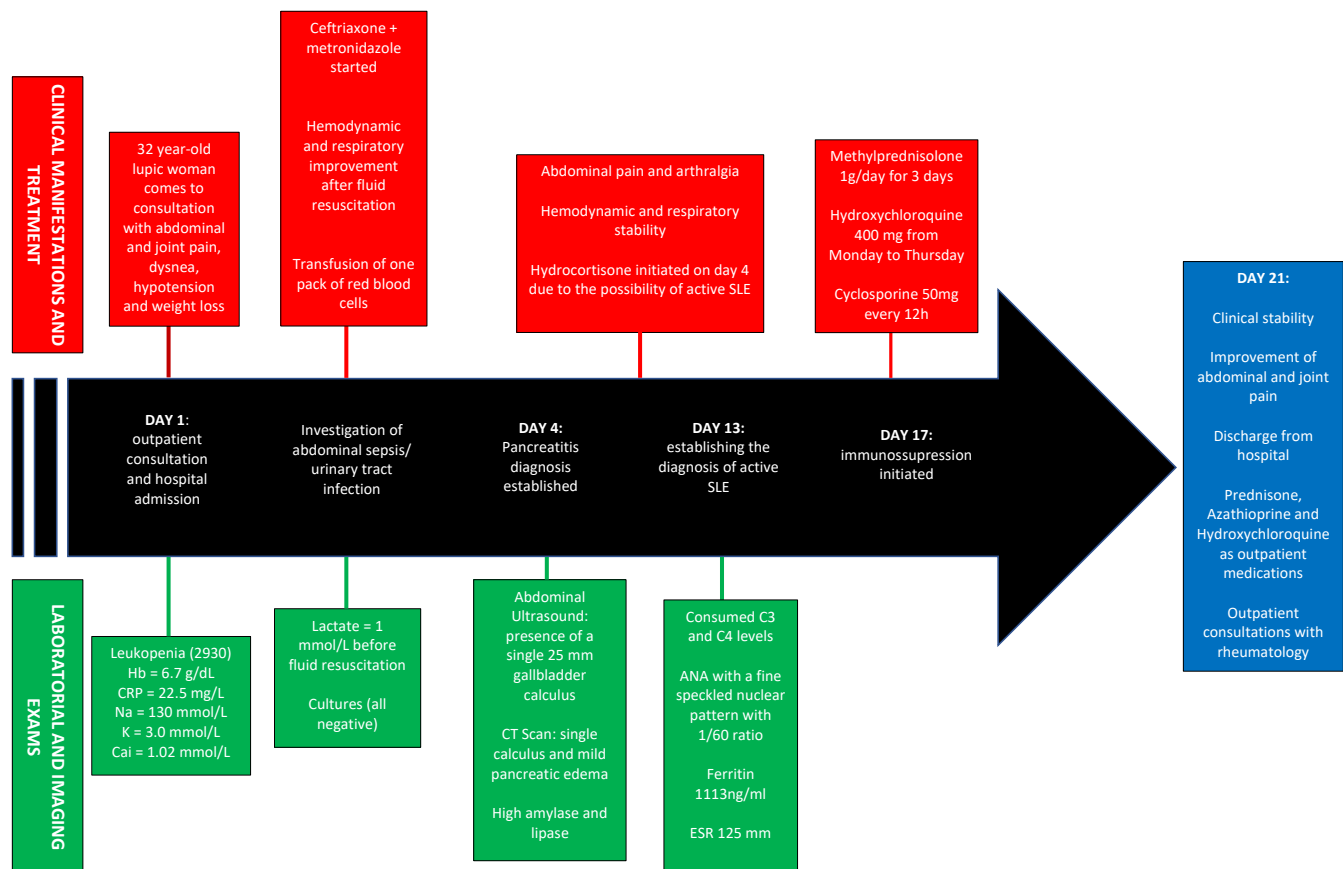 CLINICAL MANIFESTATIONS AND
TREATMENT
32 year-old
lupic woman
comes to
consultation
with abdominal
and joint pain,
dysnea,
hypotension
and weight loss
Ceftriaxone +
metronidazole
started
Hemodynamic
and respiratory
improvement
after fluid
resuscitation
Transfusion of one
pack of red blood
cells
Abdominal pain and arthralgia
Hemodynamic and respiratory
stability
Hydrocortisone initiated on day 4
due to the possibility of active SLE
Methylprednisolone
1g/day for 3 days
Hydroxychloroquine
400 mg from
Monday to Thursday
Cyclosporine 50mg
every 12h
DAY 1:
outpatient
consultation
and hospital
admission
Investigation of
abdominal sepsis/
urinary tract
infection
DAY 4:
Pancreatitis
diagnosis
established
DAY 13:
establishing the
diagnosis of active
SLE
DAY 17:
immunossupression
initiated
DAY 21:
Clinical stability
Improvement of
abdominal and joint
pain
Discharge from
hospital
Prednisone,
Azathioprine and
Hydroxychloroquine
as outpatient
medications
Outpatient
consultations with
rheumatology
LABORATORIAL AND IMAGING
EXAMS
Leukopenia (2930)
Hb = 6.7 g/dL
CRP = 22.5 mg/L
Na = 130 mmol/L
K = 3.0 mmol/L
Cai = 1.02 mmol/L
Lactate = 1
mmol/L before
fluid resuscitation
Cultures (all
negative)
Abdominal
Ultrasound:
presence of a
single 25 mm
gallbladder
calculus
CT Scan: single
calculus and mild
pancreatic edema
High amylase and
lipase
Consumed C3
and C4 levels
ANA with a fine
speckled nuclear
pattern with
1/60 ratio
Ferritin
1113ng/ml
ESR 125 mm